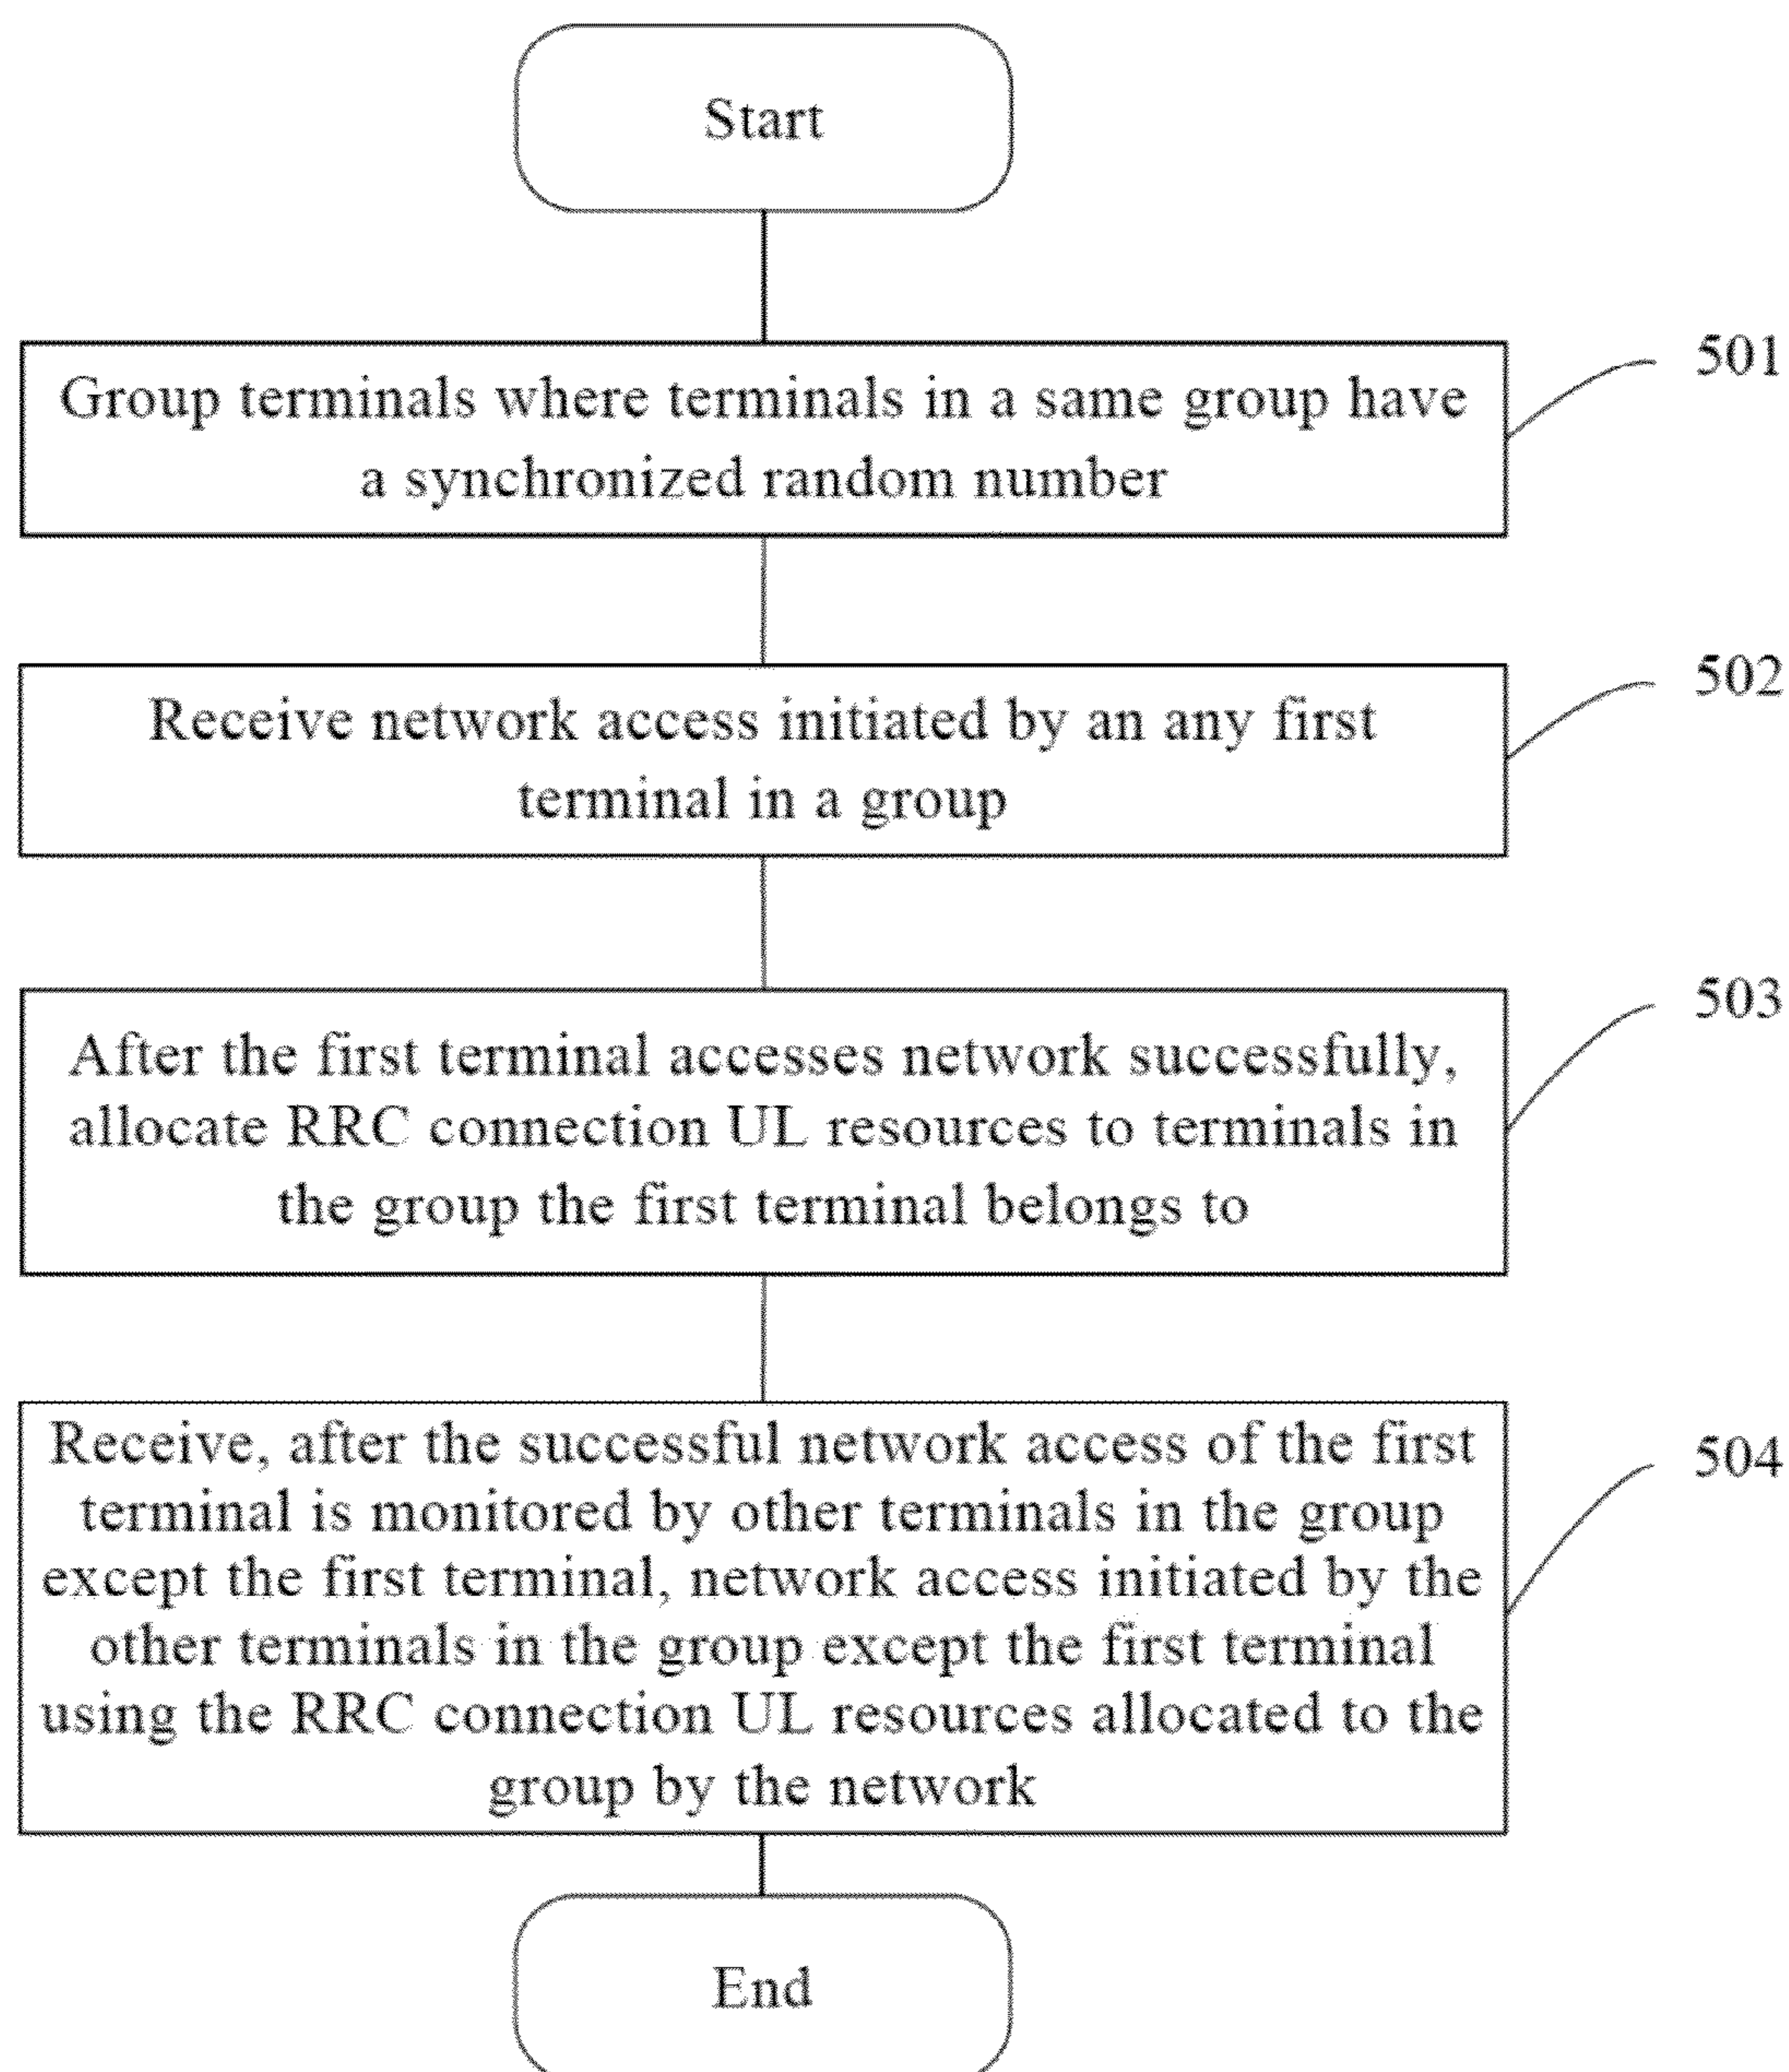 Start
501
Group terminals where terminals in a same group have
a synchronized random number
502
Receive network access initiated by an any first
terminal in a group
503
After the first terminal accesses network successfully,
allocate RRC connection UL resources to terminals in
the group the first terminal belongs to
504
Receive, after the successful network access of the first
terminal is monitored by other terminals in the group
except the first terminal, network access initiated by the
other terminals in the group except the first terminal
using the RRC connection UL resources allocated to the
group by the network
End